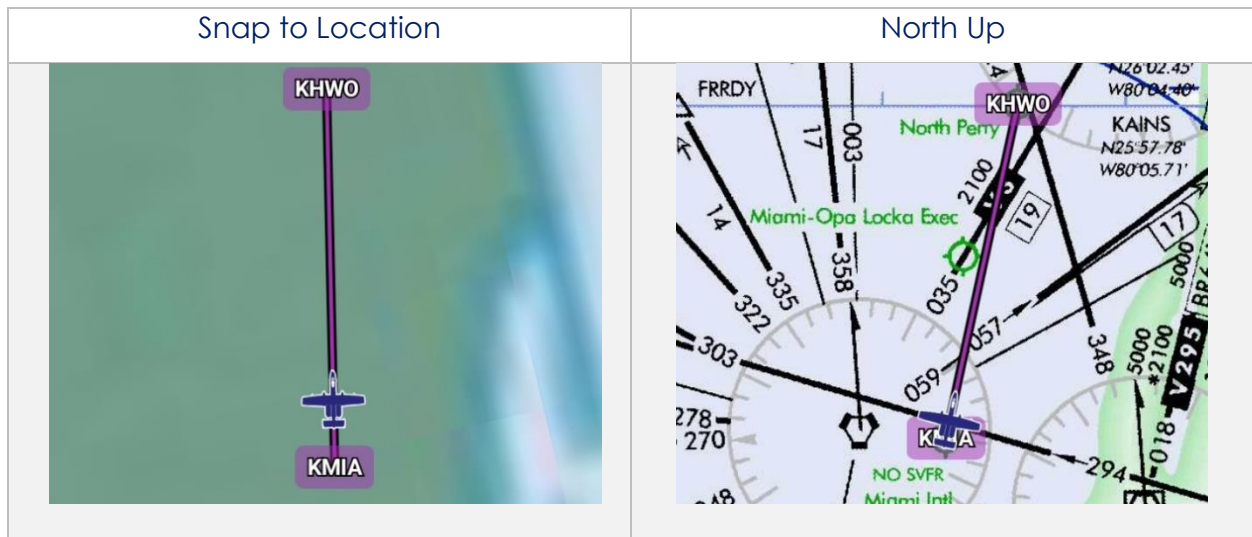 Snap to Location
North Up
KHWO
KMIA
FRRDY
KHWO
N26°02.45'
W80°04.40'
North Perry
KAINS
N25°57.78'
W80°05.71'
17
003
2100
19
14
Miami-Opa Locka Exec
17
335
358
035
5000
322
057
303
059
348
5000
*2100
V295
278
270
018
294
NO SVFR
Miami Intl